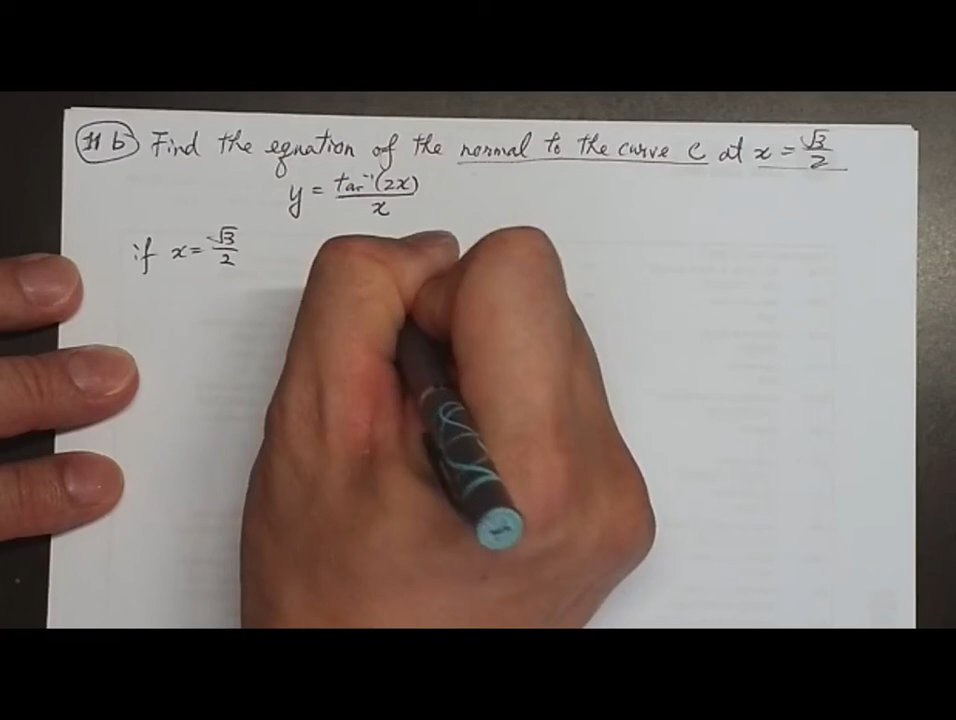 11 b) Find the equation of the normal to the curve C at x = √3/2
y = tan⁻¹(2x)/x
if x = √3/2